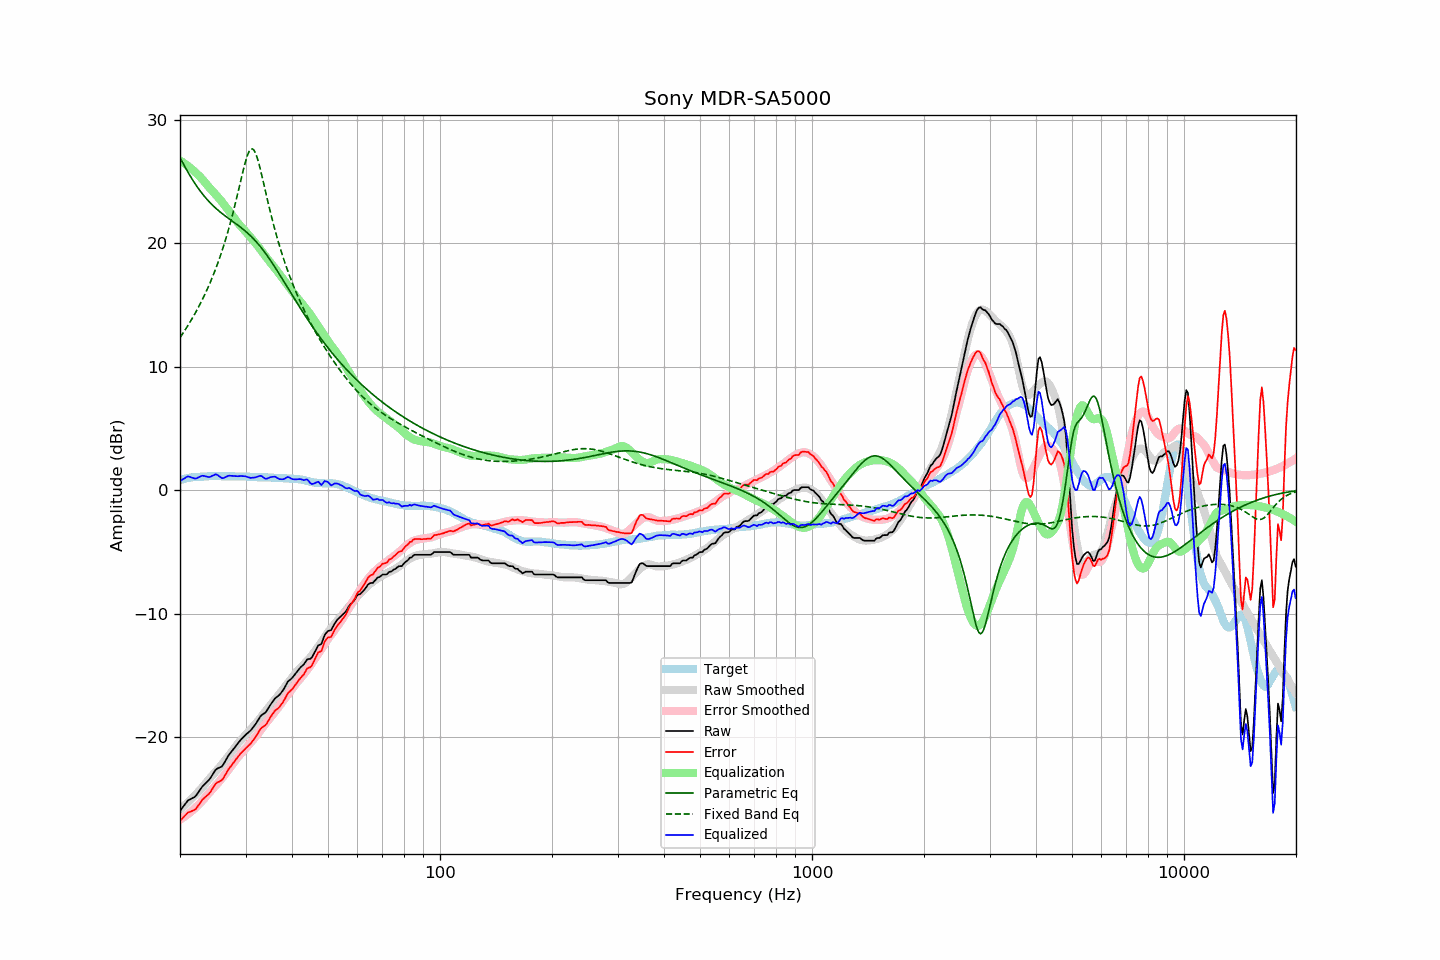 Sony MDR-SA5000
30
20
10
0
−10
−20
Amplitude (dBr)
Target
Raw Smoothed
Error Smoothed
Raw
Error
Equalization
Parametric Eq
Fixed Band Eq
Equalized
100
1000
10000
Frequency (Hz)